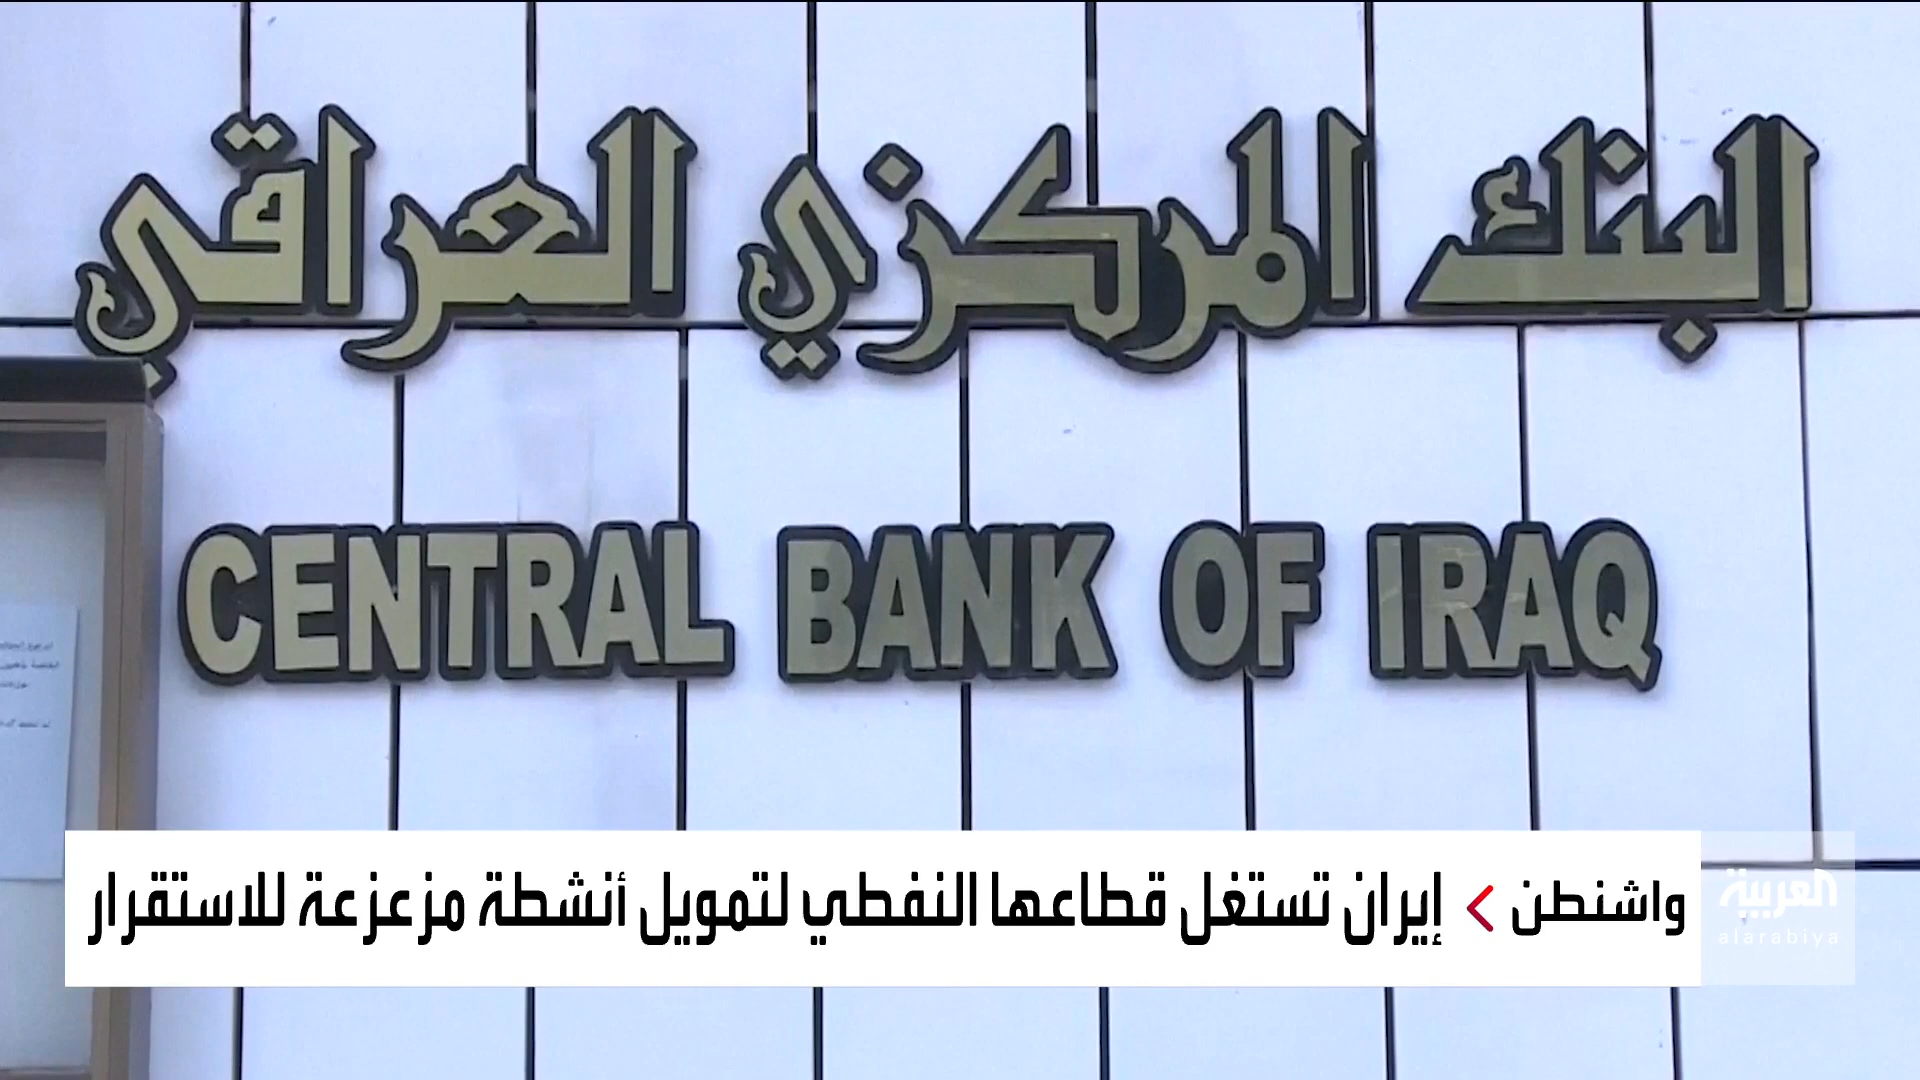 البنك المركزي العراقي
CENTRAL BANK OF IRAQ
واشنطن > إيران تستغل قطاعها النفطي لتمويل أنشطة مزعزعة للاستقرار
العربية
alarabiya